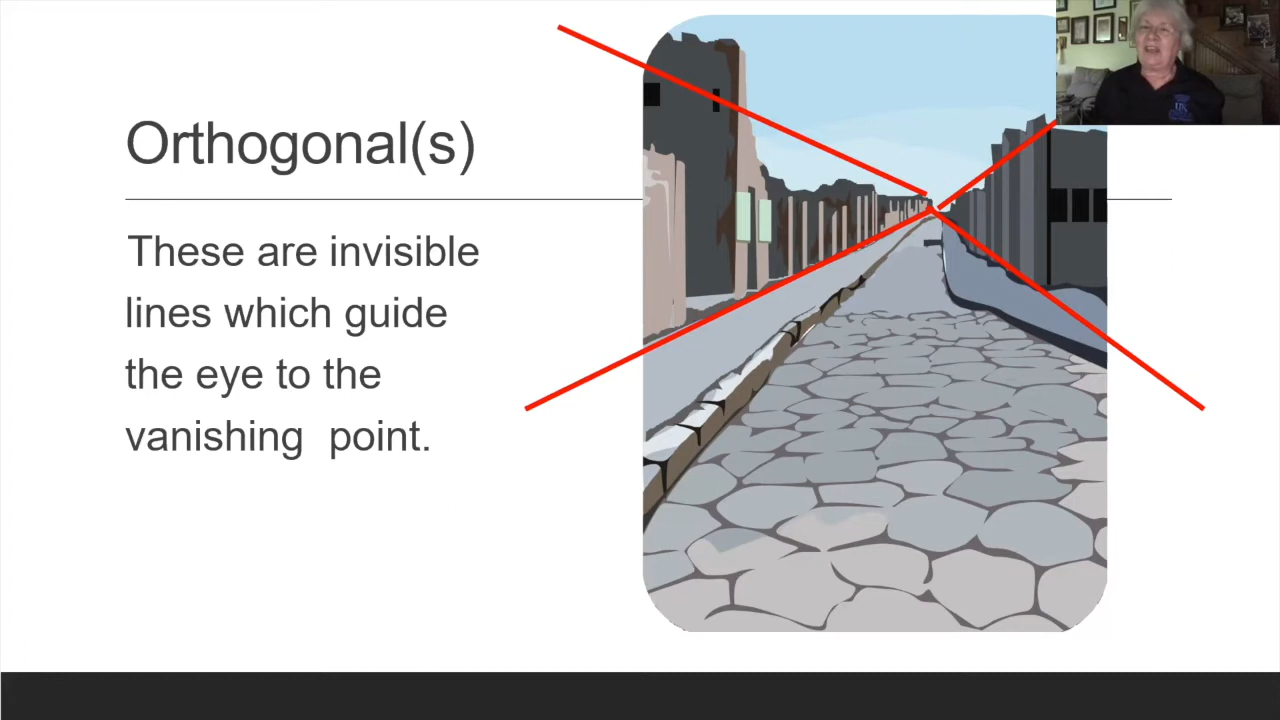 Orthogonal(s)
These are invisible
lines which guide
the eye to the
vanishing  point.